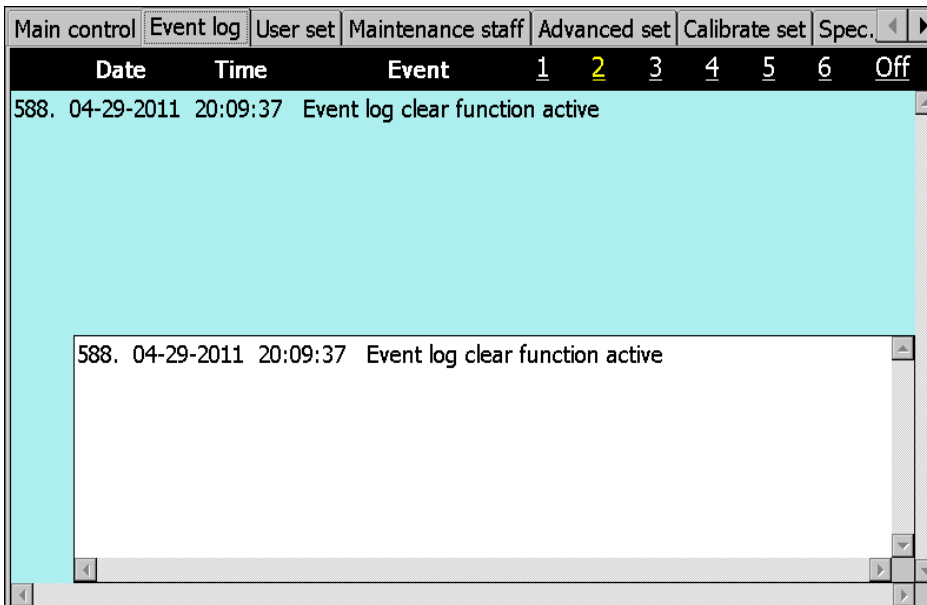 Main control Event log User set Maintenance staff Advanced set Calibrate set Spec.
Date Time Event 1 2 3 4 5 6 Off
588. 04-29-2011 20:09:37 Event log clear function active
588. 04-29-2011 20:09:37 Event log clear function active